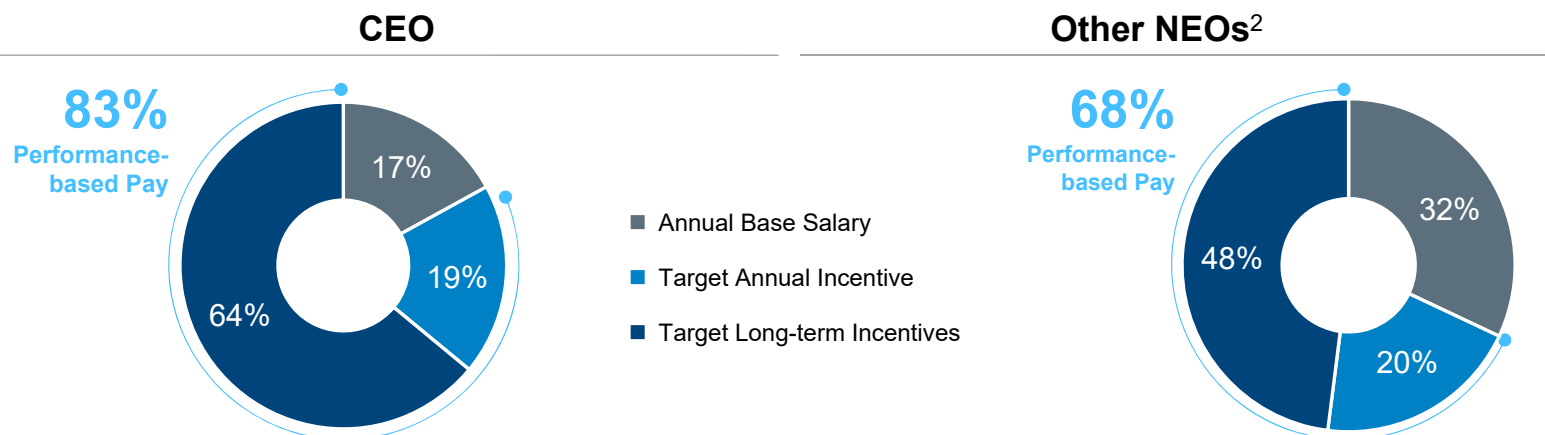 CEO
83%
Performance-
based Pay
17%
19%
64%
Annual Base Salary
Target Annual Incentive
Target Long-term Incentives
Other NEOs²
68%
Performance-
based Pay
32%
20%
48%